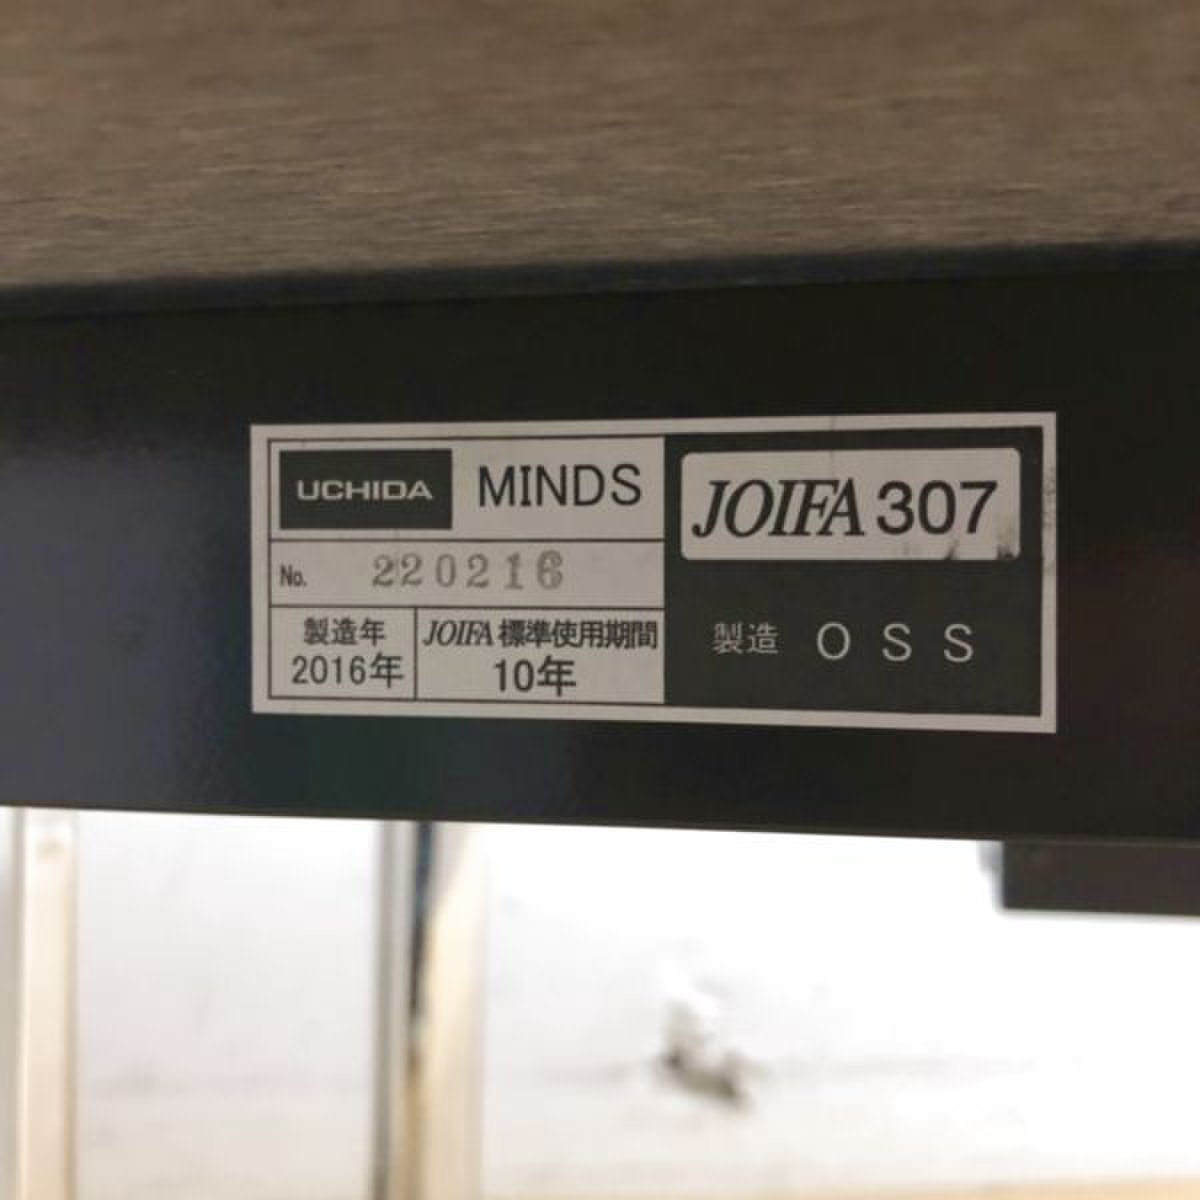 UCHIDA MINDS
No. 220216
製造年
2016年
JOIFA 標準使用期間
10年
JOIFA 307
製造 OSS